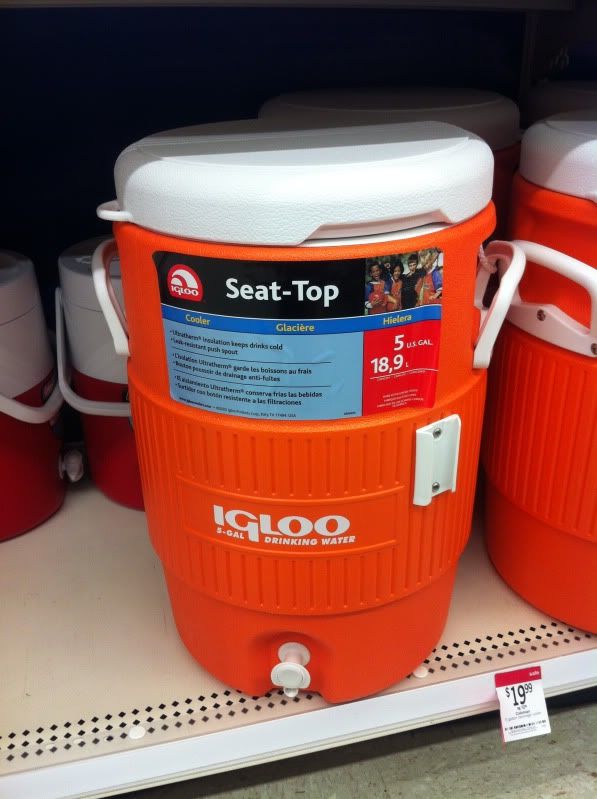 IGLOO
Seat-Top
Cooler
Glacière
Hielera
•Ultratherm® insulation keeps drinks cold
•Leak-resistant push spout
•L'isolation Ultratherm® garde les boissons au frais
•Bouton poussoir de drainage anti-fuites
•El aislamiento Ultratherm® conserva frías las bebidas
•Surtidor con botón resistente a las filtraciones
5 U.S. GAL.
18,9 L
IGLOO
5-GAL DRINKING WATER
$19.99
Coleman